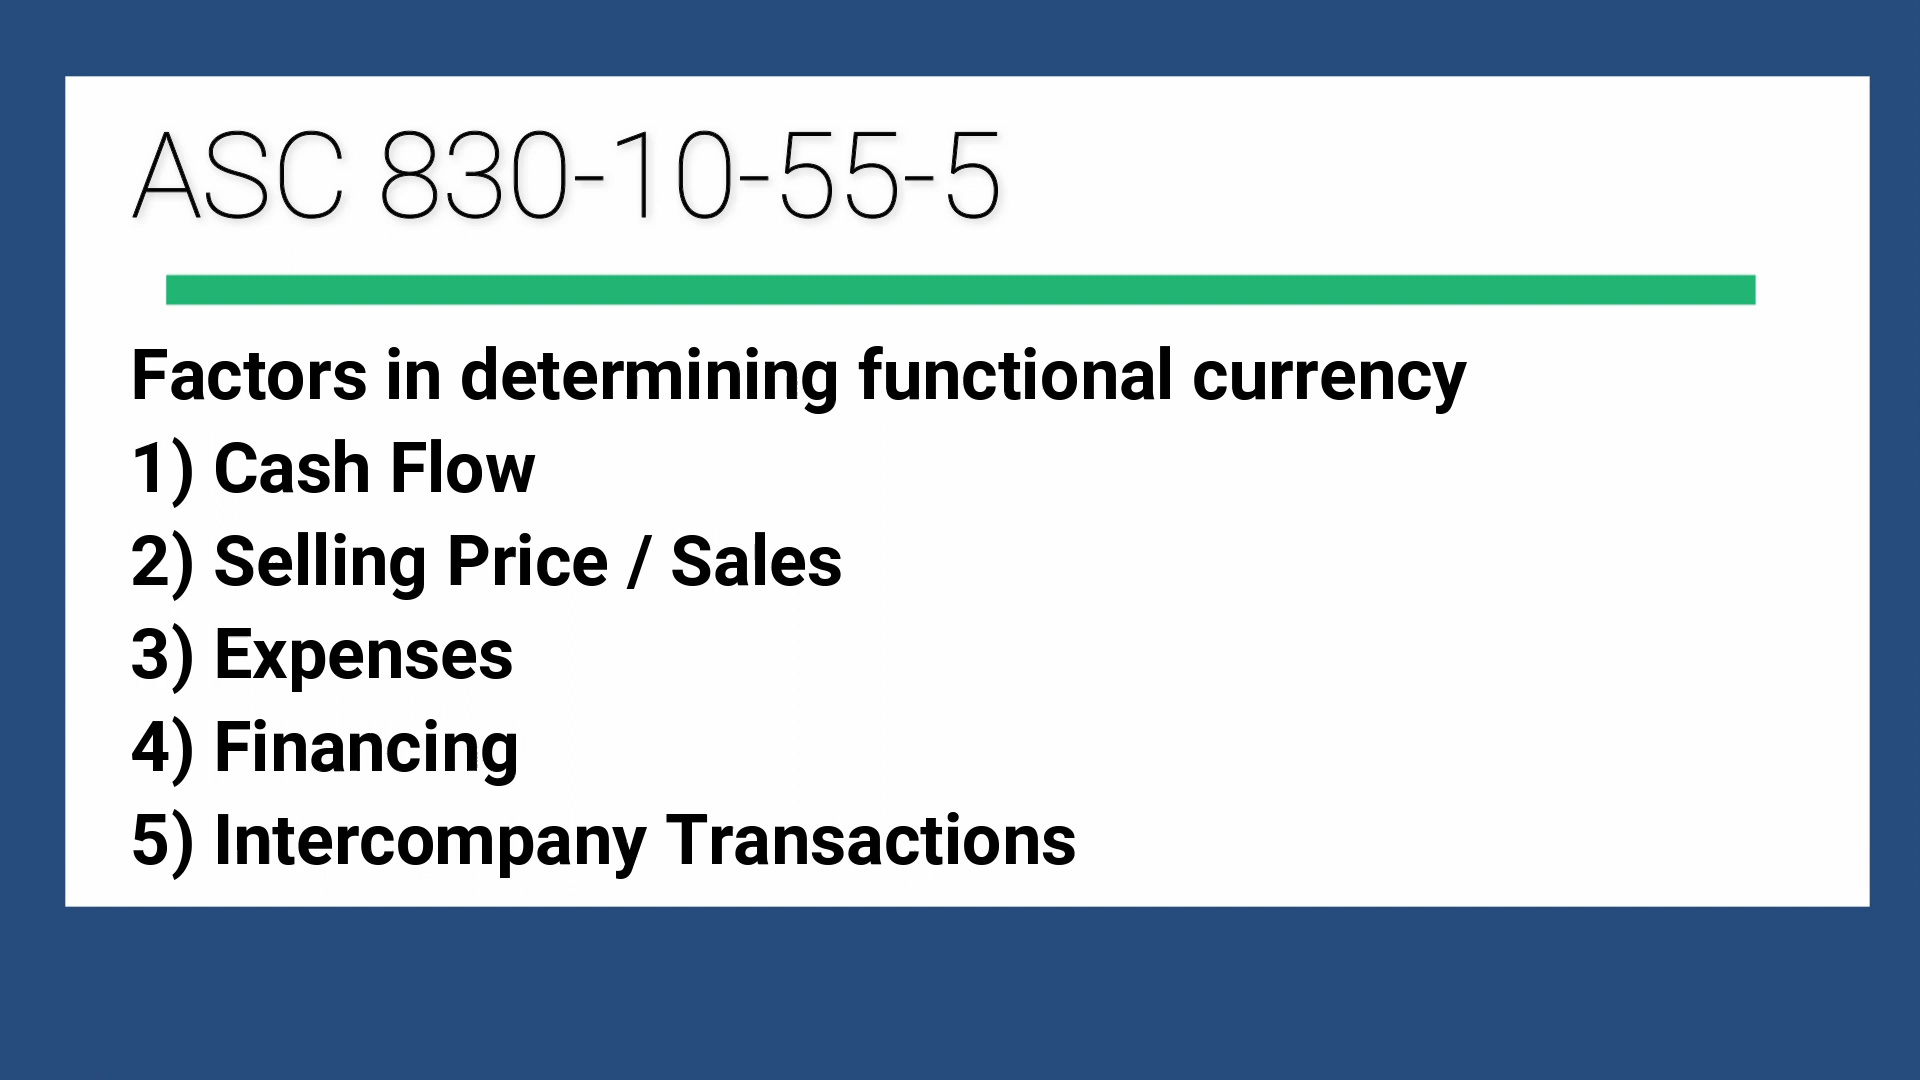 ASC 830-10-55-5
Factors in determining functional currency
1) Cash Flow
2) Selling Price / Sales
3) Expenses
4) Financing
5) Intercompany Transactions